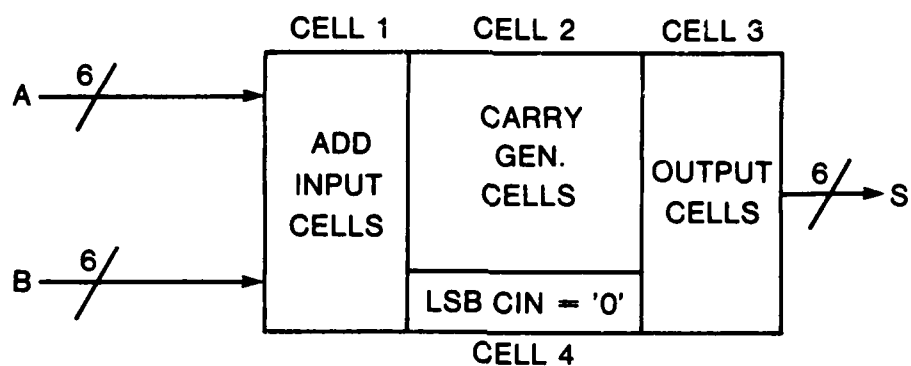 CELL 1
CELL 2
CELL 3
6
A
ADD
INPUT
CELLS
CARRY
GEN.
CELLS
OUTPUT
CELLS
6
S
6
B
LSB CIN = '0'
CELL 4